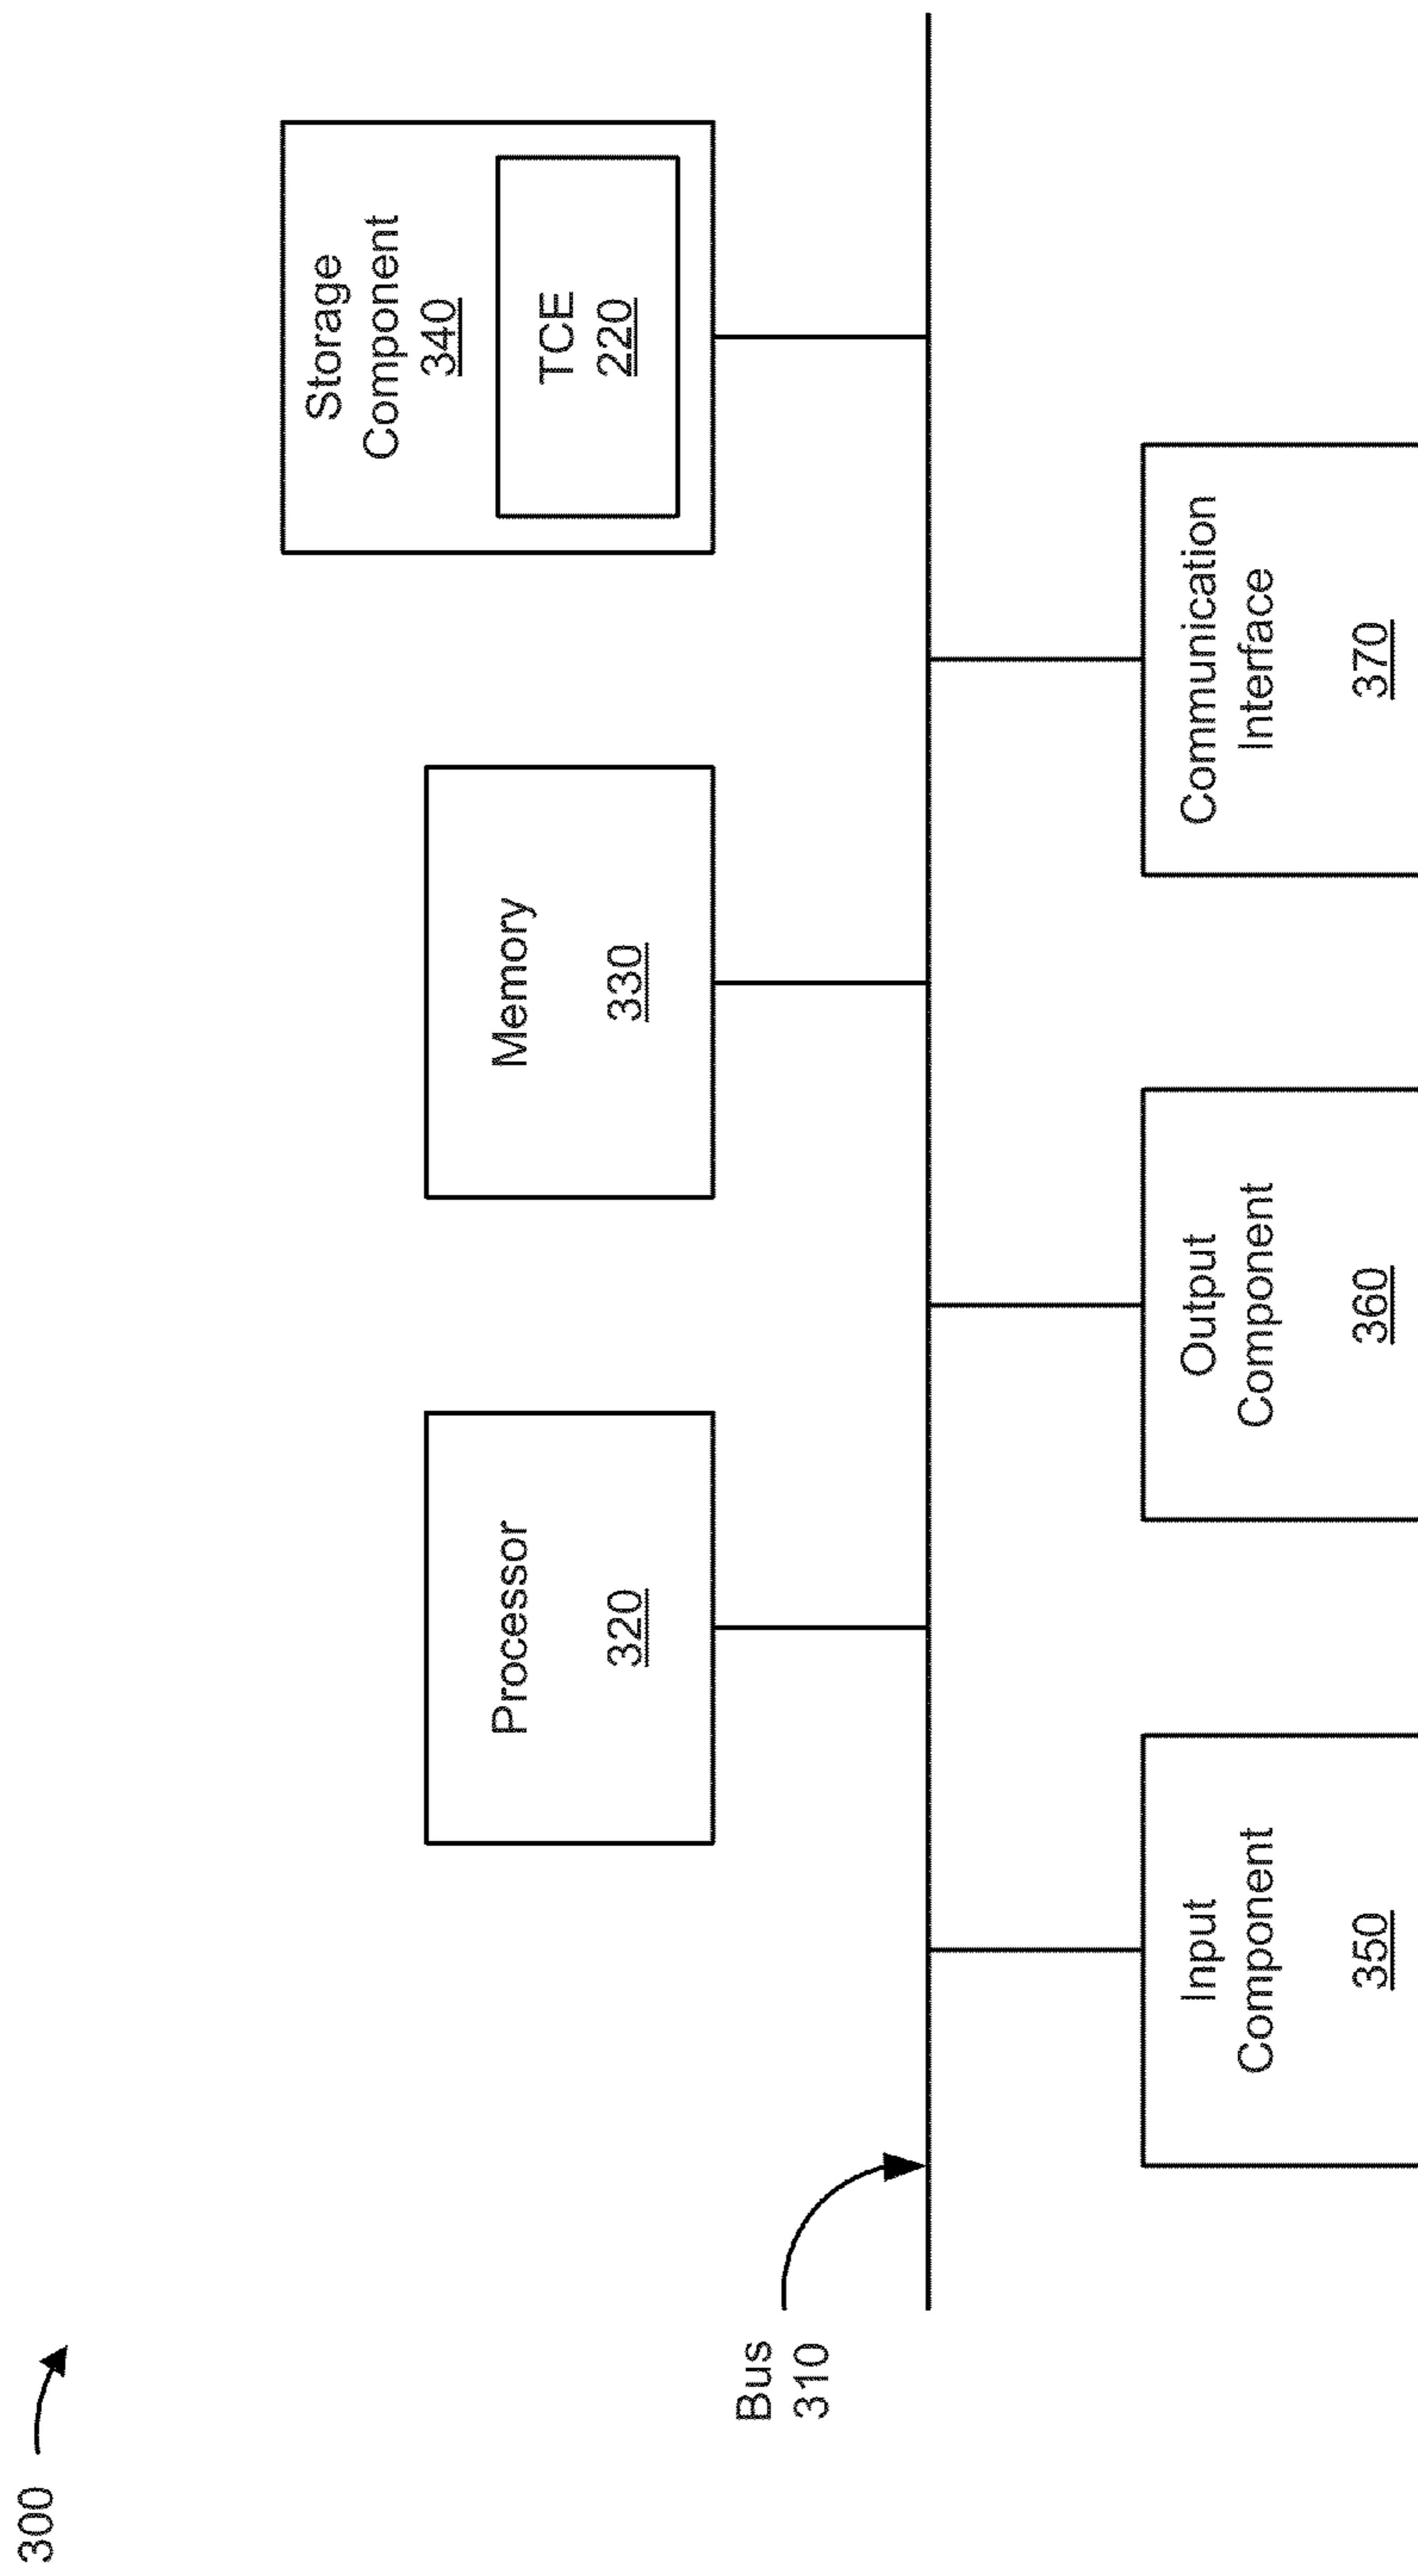 300
Bus
310
Processor
320
Memory
330
Storage
Component
340
TCE
220
Input
Component
350
Output
Component
360
Communication
Interface
370